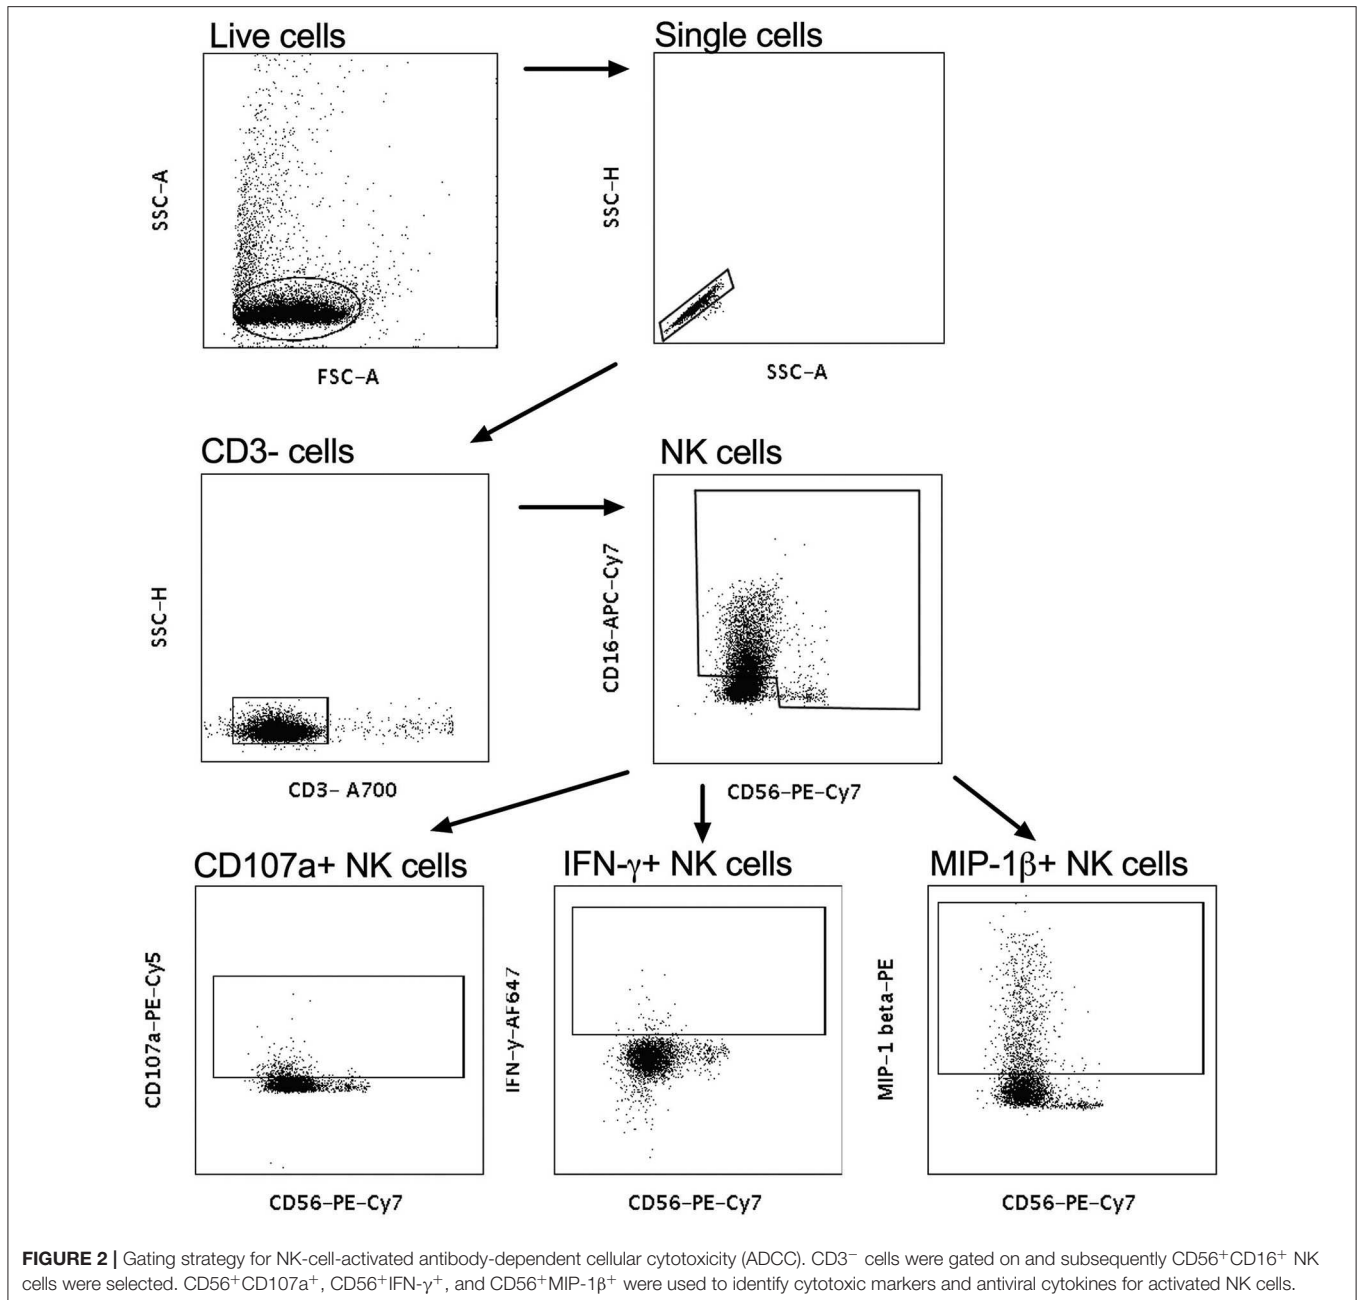 Live cells
Single cells
SSC-A
SSC-H
FSC-A
SSC-A
CD3- cells
NK cells
SSC-H
CD16-APC-Cy7
CD3- A700
CD56-PE-Cy7
CD107a+ NK cells
IFN-γ+ NK cells
MIP-1β+ NK cells
CD107a-PE-Cy5
IFN-γ-AF647
MIP-1 beta-PE
CD56-PE-Cy7
CD56-PE-Cy7
CD56-PE-Cy7
FIGURE 2 | Gating strategy for NK-cell-activated antibody-dependent cellular cytotoxicity (ADCC). CD3⁻ cells were gated on and subsequently CD56⁺CD16⁺ NK
cells were selected. CD56⁺CD107a⁺, CD56⁺IFN-γ⁺, and CD56⁺MIP-1β⁺ were used to identify cytotoxic markers and antiviral cytokines for activated NK cells.